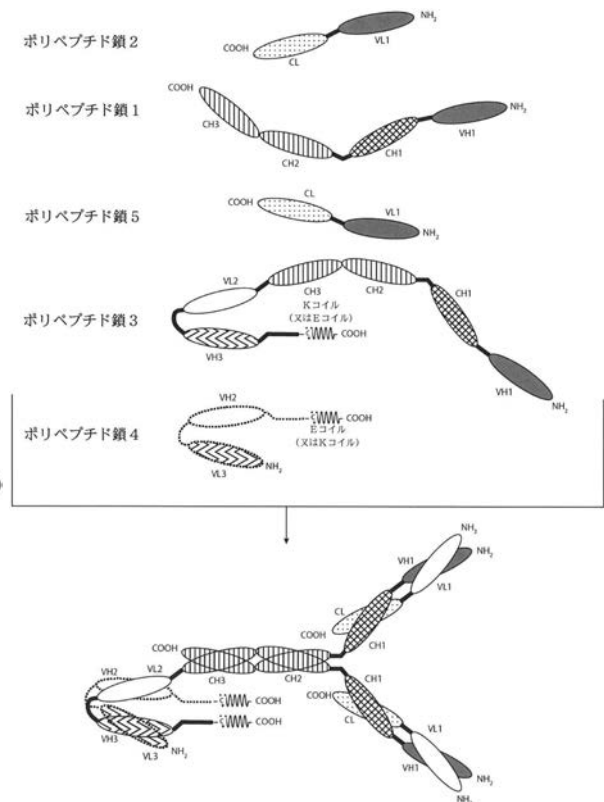 ポリペプチド鎖2
COOH
CL
VL1
NH2
ポリペプチド鎖1
COOH
CH3
CH2
CH1
VH1
NH2
ポリペプチド鎖5
COOH
CL
VL1
NH2
ポリペプチド鎖3
VL2
CH3
CH2
CH1
Kコイル
(又はEコイル)
COOH
VH3
VH1
NH2
ポリペプチド鎖4
VH2
COOH
Eコイル
(又はKコイル)
VL3
NH2
NH2
VH1
NH2
VL1
CL
COOH
CH1
COOH
CH3
CH2
VH2
VL2
COOH
COOH
VH3
VL3
NH2
CH1
COOH
CL
VL1
VH1
NH2